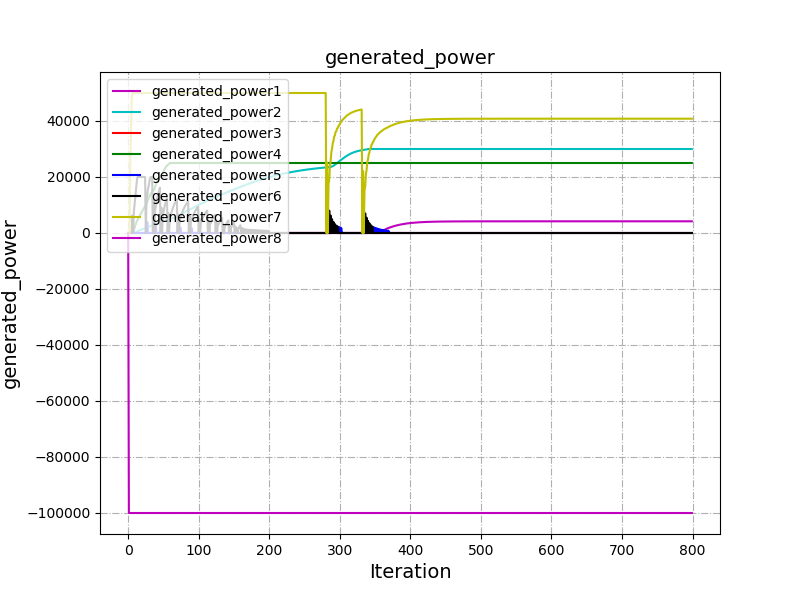 generated_power
generated_power1
generated_power2
generated_power3
generated_power4
generated_power5
generated_power6
generated_power7
generated_power8
generated_power
40000
20000
0
−20000
−40000
−60000
−80000
−100000
0 100 200 300 400 500 600 700 800
Iteration